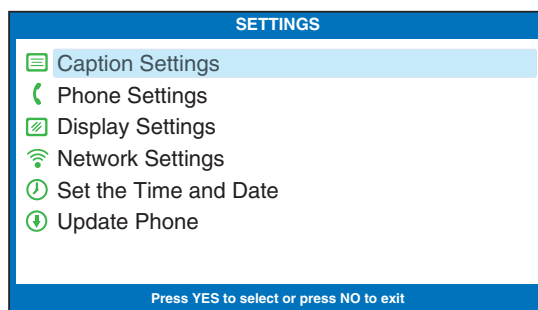 SETTINGS
Caption Settings
Phone Settings
Display Settings
Network Settings
Set the Time and Date
Update Phone
Press YES to select or press NO to exit